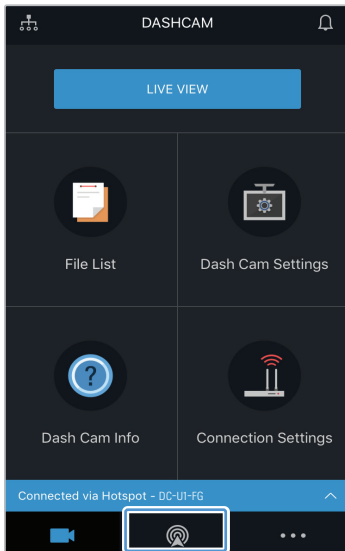 DASHCAM
LIVE VIEW
File List
Dash Cam Settings
?
Dash Cam Info
Connection Settings
Connected via Hotspot - DC-U1-FG